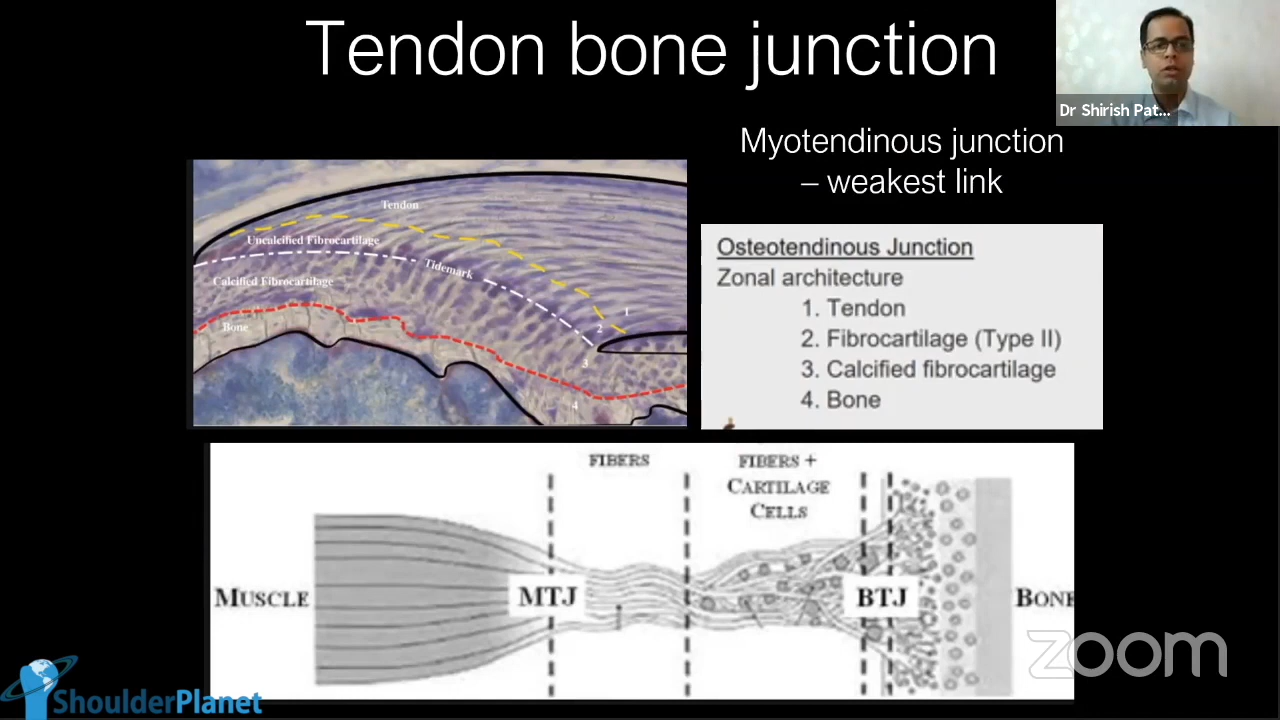 Tendon bone junction
Dr Shirish Pat...
Myotendinous junction
– weakest link
Tendon
Uncalcified Fibrocartilage
Tidemark
Calcified Fibrocartilage
Bone
1
2
3
4
Osteotendinous Junction
Zonal architecture
1. Tendon
2. Fibrocartilage (Type II)
3. Calcified fibrocartilage
4. Bone
FIBERS
FIBERS +
CARTILAGE
CELLS
MUSCLE
MTJ
BTJ
BONE
zoom
ShoulderPlanet